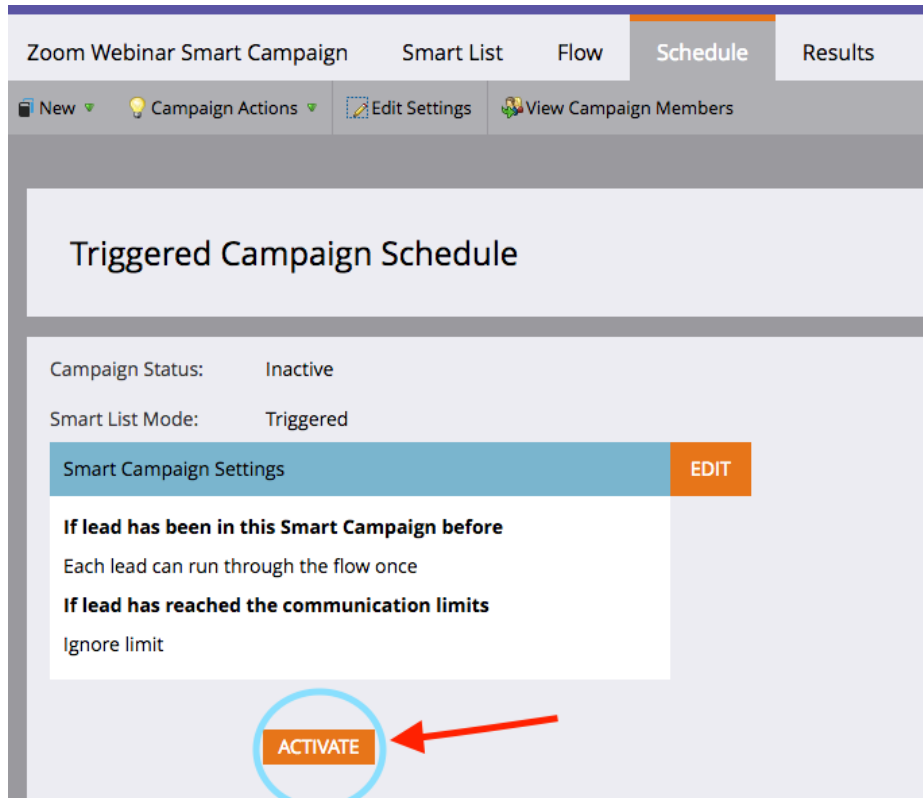 Zoom Webinar Smart Campaign Smart List Flow Schedule Results
New Campaign Actions Edit Settings View Campaign Members
Triggered Campaign Schedule
Campaign Status: Inactive
Smart List Mode: Triggered
Smart Campaign Settings EDIT
If lead has been in this Smart Campaign before
Each lead can run through the flow once
If lead has reached the communication limits
Ignore limit
ACTIVATE